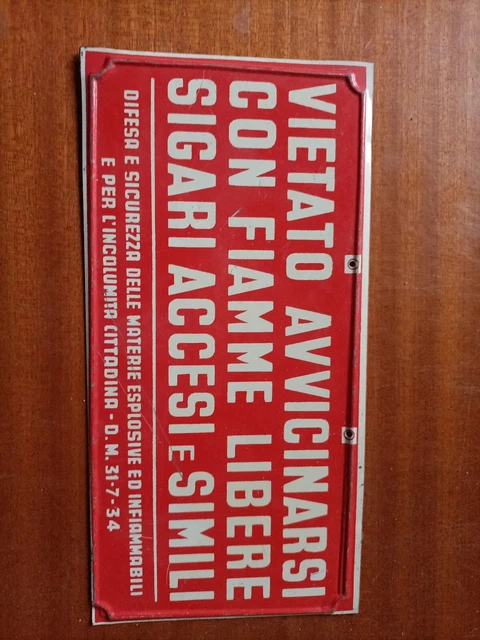 VIETATO AVVICINARSI
CON FIAMME LIBERE
SIGARI ACCESI E SIMILI
DIFESA E SICUREZZA DELLE MATERIE ESPLOSIVE ED INFIAMMABILI
E PER L'INCOLUMITA CITTADINA - D. M. 31-7-34